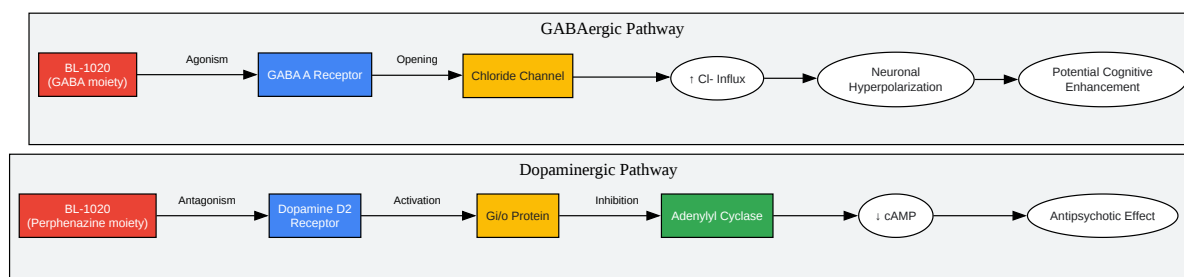 GABAergic Pathway
BL-1020
(GABA moiety)
Agonism
GABA A Receptor
Opening
Chloride Channel
↑ Cl- Influx
Neuronal
Hyperpolarization
Potential Cognitive
Enhancement
Dopaminergic Pathway
BL-1020
(Perphenazine moiety)
Antagonism
Dopamine D2
Receptor
Activation
Gi/o Protein
Inhibition
Adenylyl Cyclase
↓ cAMP
Antipsychotic Effect